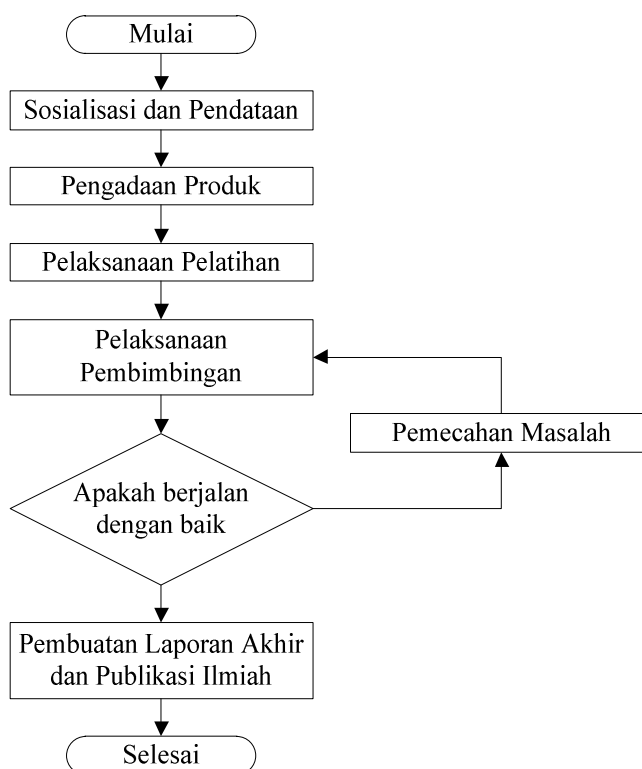 Mulai
Sosialisasi dan Pendataan
Pengadaan Produk
Pelaksanaan Pelatihan
Pelaksanaan
Pembimbingan
Pemecahan Masalah
Apakah berjalan
dengan baik
Pembuatan Laporan Akhir
dan Publikasi Ilmiah
Selesai